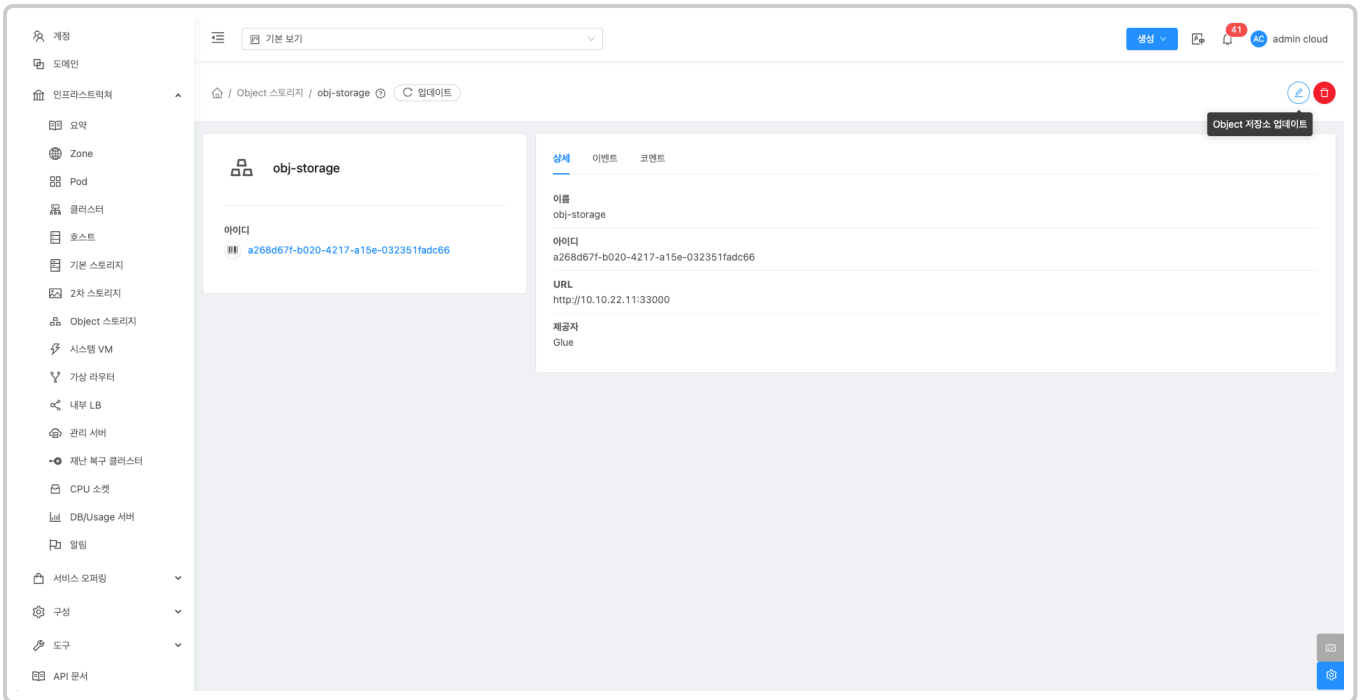 계정
도메인
인프라스트럭쳐
요약
Zone
Pod
클러스터
호스트
기본 스토리지
2차 스토리지
Object 스토리지
시스템 VM
가상 라우터
내부 LB
관리 서버
재난 복구 클러스터
CPU 소켓
DB/Usage 서버
알림
서비스 오퍼링
구성
도구
API 문서
기본 보기
생성
41
AC admin cloud
/ Object 스토리지 / obj-storage 업데이트
Object 저장소 업데이트
obj-storage
아이디
a268d67f-b020-4217-a15e-032351fadc66
상세 이벤트 코멘트
이름
obj-storage
아이디
a268d67f-b020-4217-a15e-032351fadc66
URL
http://10.10.22.11:33000
제공자
Glue